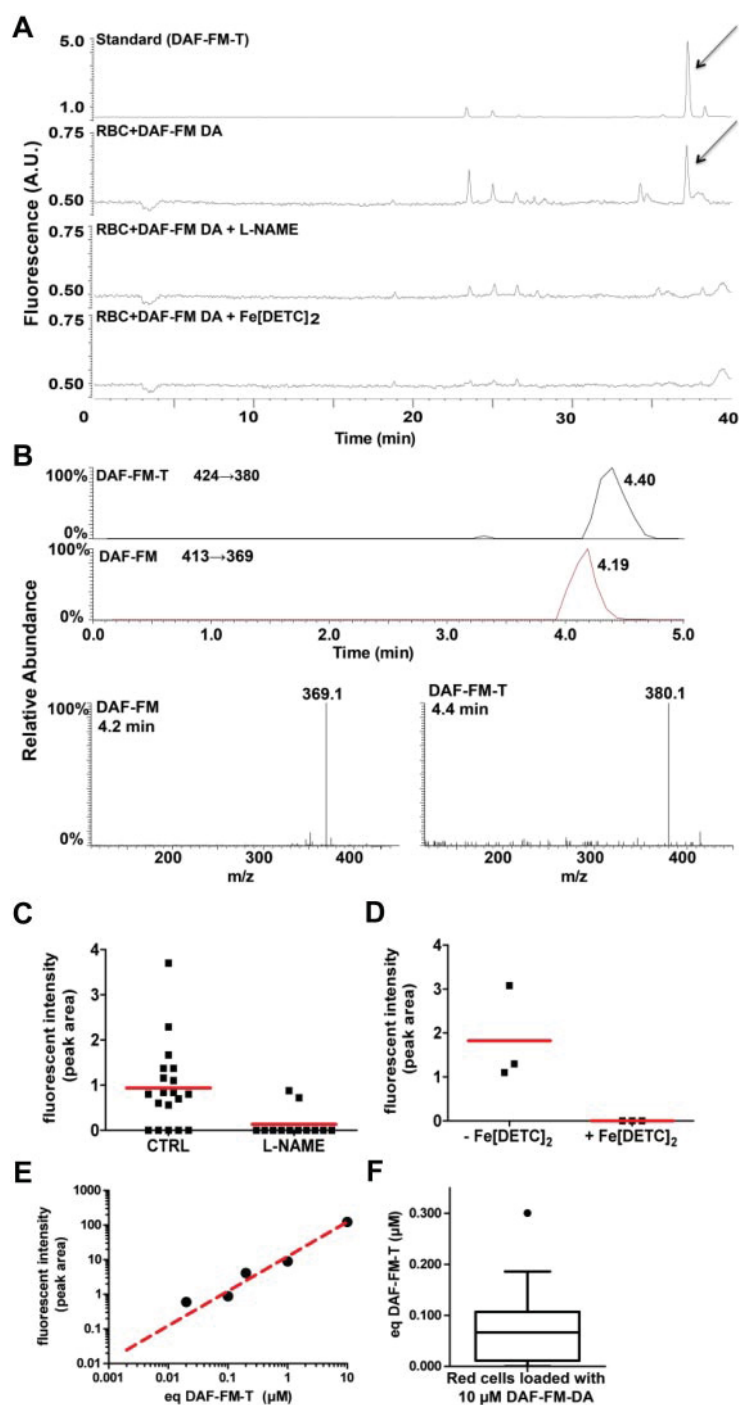 A
Standard (DAF-FM-T)
5.0
1.0
RBC+DAF-FM DA
0.75
0.50
RBC+DAF-FM DA + L-NAME
0.75
0.50
RBC+DAF-FM DA + Fe[DETC]2
0.75
0.50
Fluorescence (A.U.)
0 10 20 30 40
Time (min)
B
100%
DAF-FM-T 424→380
4.40
0%
100%
DAF-FM 413→369
4.19
0%
0.0 1.0 2.0 3.0 4.0 5.0
Time (min)
Relative Abundance
DAF-FM
4.2 min
369.1
100%
0%
200 300 400
m/z
DAF-FM-T
4.4 min
380.1
200 300 400
m/z
C
fluorescent intensity
(peak area)
4
3
2
1
0
CTRL L-NAME
D
fluorescent intensity
(peak area)
4
3
2
1
0
- Fe[DETC]2 + Fe[DETC]2
E
fluorescent intensity
(peak area)
1000
100
10
1
0.1
0.01
0.001 0.01 0.1 1 10
eq DAF-FM-T (μM)
F
eq DAF-FM-T (μM)
0.300
0.200
0.100
0.000
Red cells loaded with
10 μM DAF-FM-DA